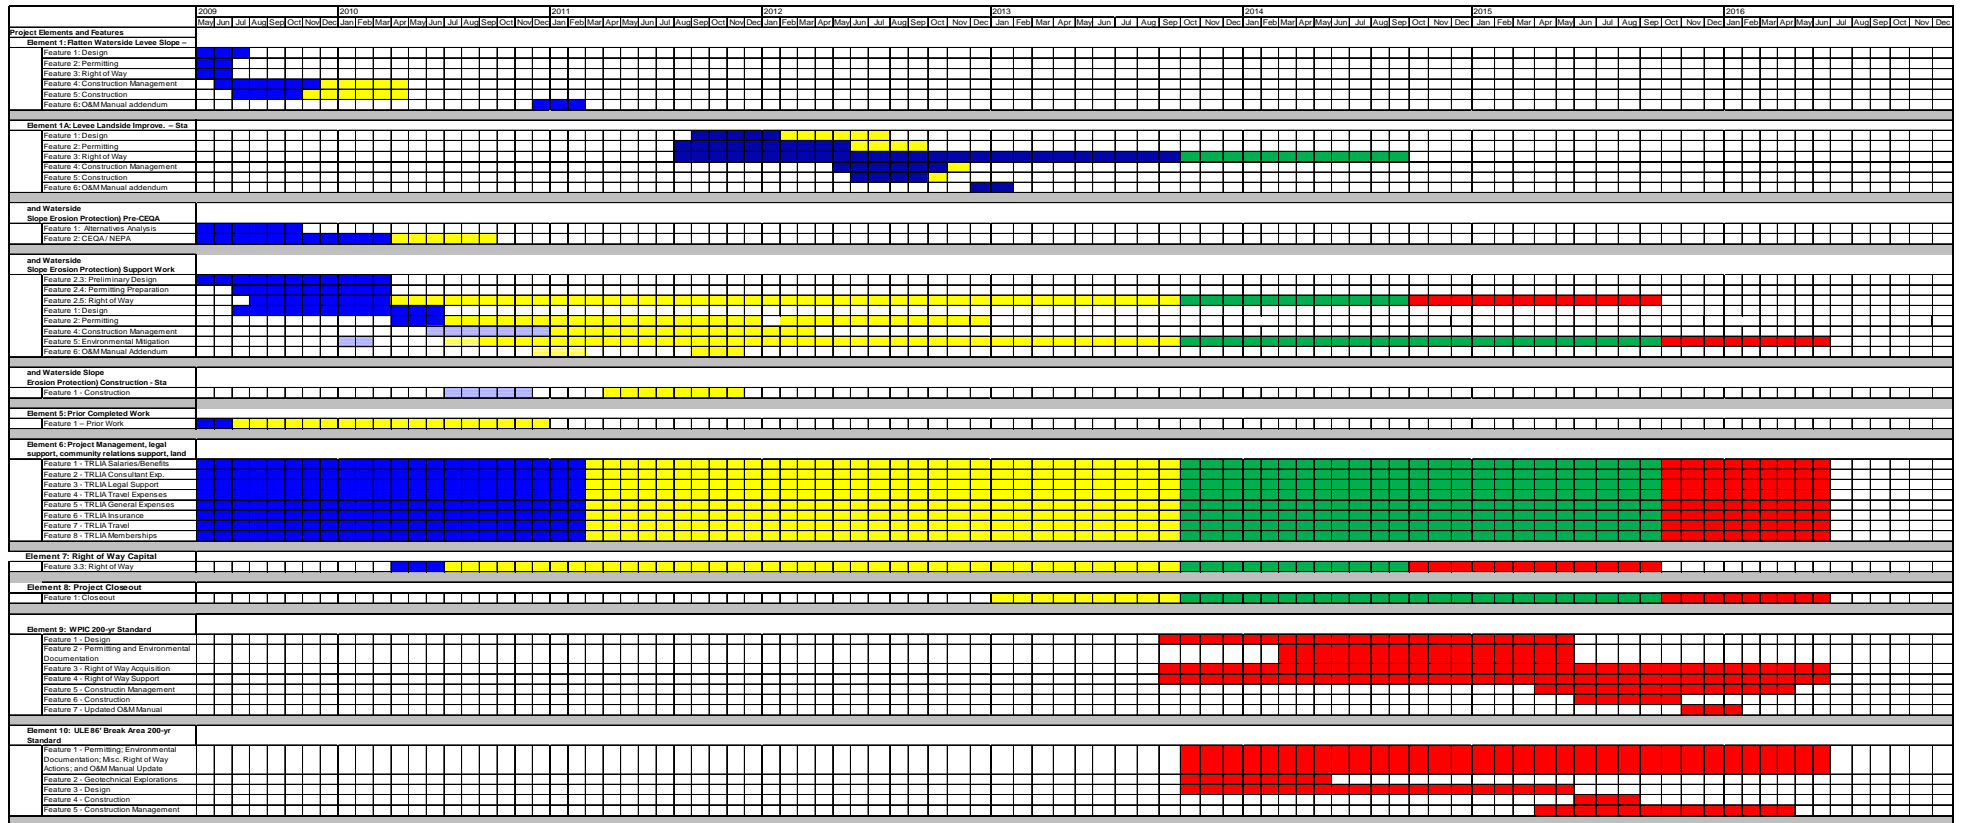 2009 2010 2011 2012 2013 2014 2015 2016
May Jun Jul Aug Sep Oct Nov Dec Jan Feb Mar Apr May Jun Jul Aug Sep Oct Nov Dec Jan Feb Mar Apr May Jun Jul Aug Sep Oct Nov Dec Jan Feb Mar Apr May Jun Jul Aug Sep Oct Nov Dec Jan Feb Mar Apr May Jun Jul Aug Sep Oct Nov Dec Jan Feb Mar Apr May Jun Jul Aug Sep Oct Nov Dec Jan Feb Mar Apr May Jun Jul Aug Sep Oct Nov Dec Jan Feb Mar Apr May Jun Jul Aug Sep Oct Nov Dec
Project Elements and Features
Element 1: Flatten Waterside Levee Slope –
Feature 1: Design
Feature 2: Permitting
Feature 3: Right of Way
Feature 4: Construction Management
Feature 5: Construction
Feature 6: O&M Manual addendum
Element 1A: Levee Landside Improve. – Sta
Feature 1: Design
Feature 2: Permitting
Feature 3: Right of Way
Feature 4: Construction Management
Feature 5: Construction
Feature 6: O&M Manual addendum
and Waterside
Slope Erosion Protection) Pre-CEQA
Feature 1: Alternatives Analysis
Feature 2: CEQA / NEPA
and Waterside
Slope Erosion Protection) Support Work
Feature 2.3: Preliminary Design
Feature 2.4: Permitting Preparation
Feature 2.5: Right of Way
Feature 1: Design
Feature 2: Permitting
Feature 4: Construction Management
Feature 5: Environmental Mitigation
Feature 6: O&M Manual Addendum
and Waterside Slope
Erosion Protection) Construction - Sta
Feature 1 - Construction
Element 5: Prior Completed Work
Feature 1 – Prior Work
Element 6: Project Management, legal
support, community relations support, land
Feature 1 - TRLIA Salaries/Benefits
Feature 2 - TRLIA Consultant Exp.
Feature 3 - TRLIA Legal Support
Feature 4 - TRLIA Travel Expenses
Feature 5 - TRLIA General Expenses
Feature 6 - TRLIA Insurance
Feature 7 - TRLIA Travel
Feature 8 - TRLIA Memberships
Element 7: Right of Way Capital
Feature 3.3: Right of Way
Element 8: Project Closeout
Feature 1: Closeout
Element 9: WPIC 200-yr Standard
Feature 1 - Design
Feature 2 - Permitting and Environmental
Documentation
Feature 3 - Right of Way Acquisition
Feature 4 - Right of Way Support
Feature 5 - Constructin Management
Feature 6 - Construction
Feature 7 - Updated O&M Manual
Element 10: ULE 86' Break Area 200-yr
Standard
Feature 1 - Permitting; Environmental
Documentation; Misc. Right of Way
Actions; and O&M Manual Update
Feature 2 - Geotechnical Explorations
Feature 3 - Design
Feature 4 - Construction
Feature 5 - Construction Management